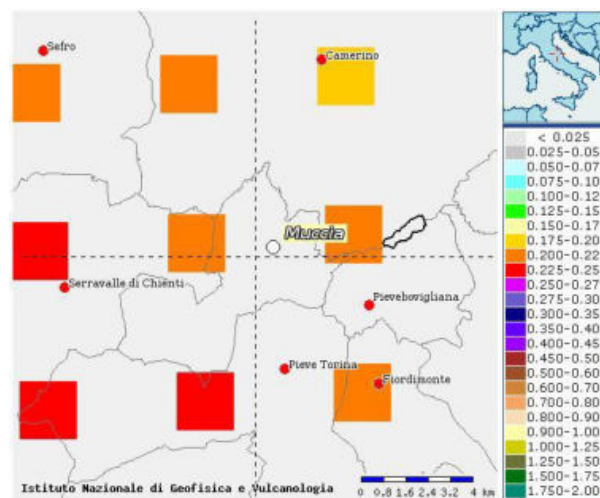 Sefro
Camerino
Muccia
Serravalle di Chienti
Pievebovigliana
Pieve Torina
Fiordimonte
Istituto Nazionale di Geofisica e Vulcanologia
0 0.8 1.6 2.4 3.2 4 km
< 0.025
0.025-0.05
0.050-0.07
0.075-0.10
0.100-0.12
0.125-0.15
0.150-0.17
0.175-0.20
0.200-0.22
0.225-0.25
0.250-0.27
0.275-0.30
0.300-0.35
0.350-0.40
0.400-0.45
0.450-0.50
0.500-0.60
0.600-0.70
0.700-0.80
0.800-0.90
0.900-1.00
1.000-1.25
1.250-1.50
1.500-1.75
1.750-2.00